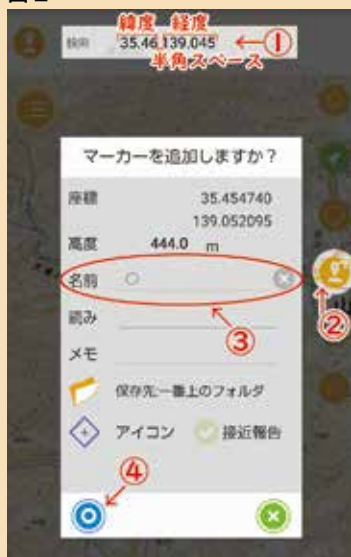 緯度 経度
検索 35.46 139.045 ←①
半角スペース
マーカーを追加しますか？
座標 35.454740
139.052095
高度 444.0 m
名前 ○
②
読み
③
メモ
保存先:一番上のフォルダ
アイコン 接近報告
④